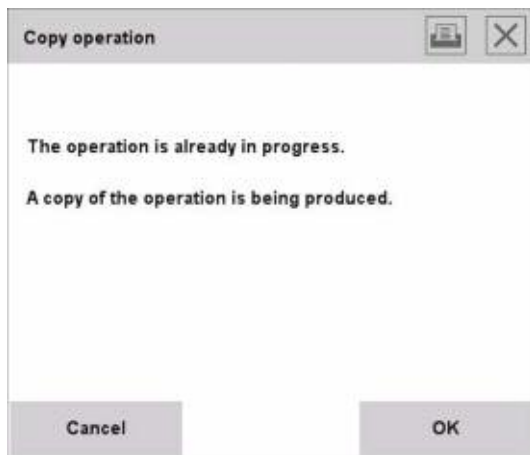 Copy operation
The operation is already in progress.
A copy of the operation is being produced.
Cancel
OK